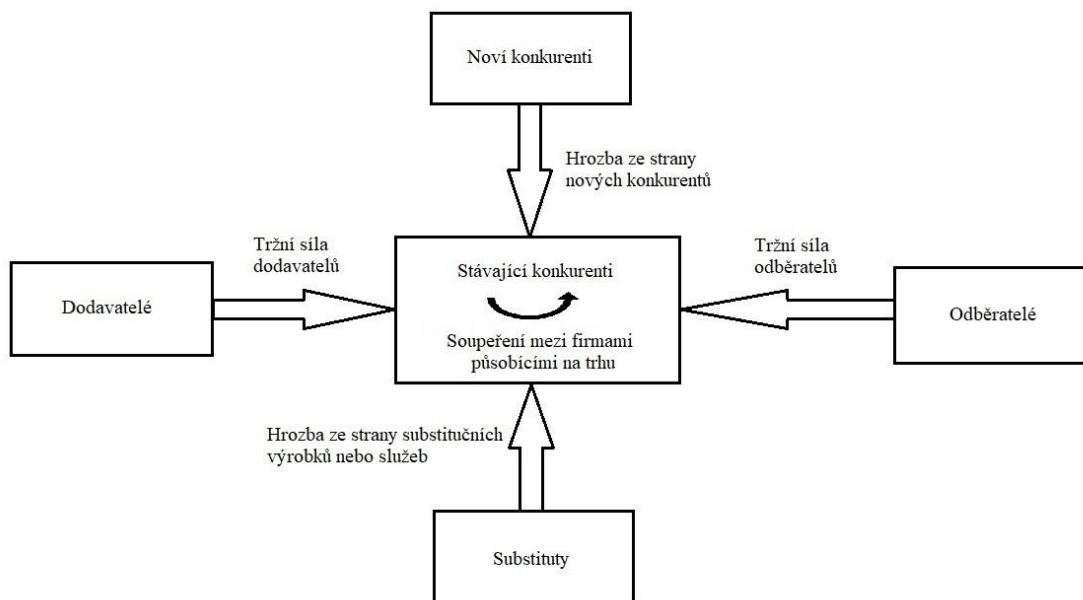 Noví konkurenti
Hrozba ze strany
nových konkurentů
Tržní síla
dodavatelů
Tržní síla
odběratelů
Dodavatelé
Stávající konkurenti
Soupeření mezi firmami
působícími na trhu
Odběratelé
Hrozba ze strany substitučních
výrobků nebo služeb
Substituty